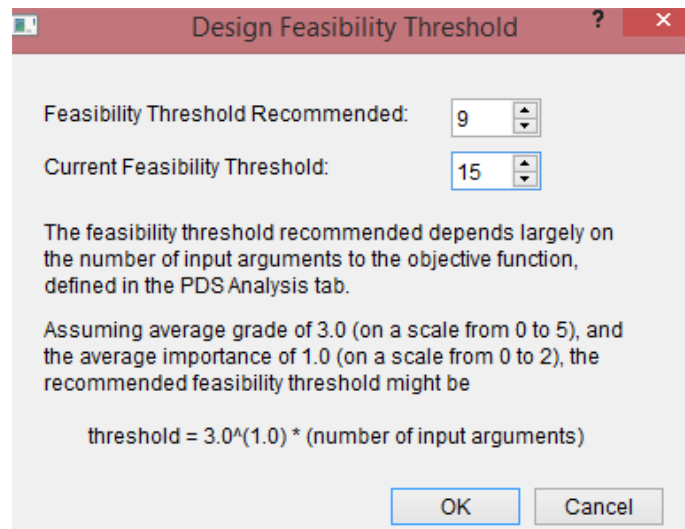 Design Feasibility Threshold ?
Feasibility Threshold Recommended: 9
Current Feasibility Threshold: 15
The feasibility threshold recommended depends largely on
the number of input arguments to the objective function,
defined in the PDS Analysis tab.
Assuming average grade of 3.0 (on a scale from 0 to 5), and
the average importance of 1.0 (on a scale from 0 to 2), the
recommended feasibility threshold might be
threshold = 3.0^(1.0) * (number of input arguments)
OK Cancel